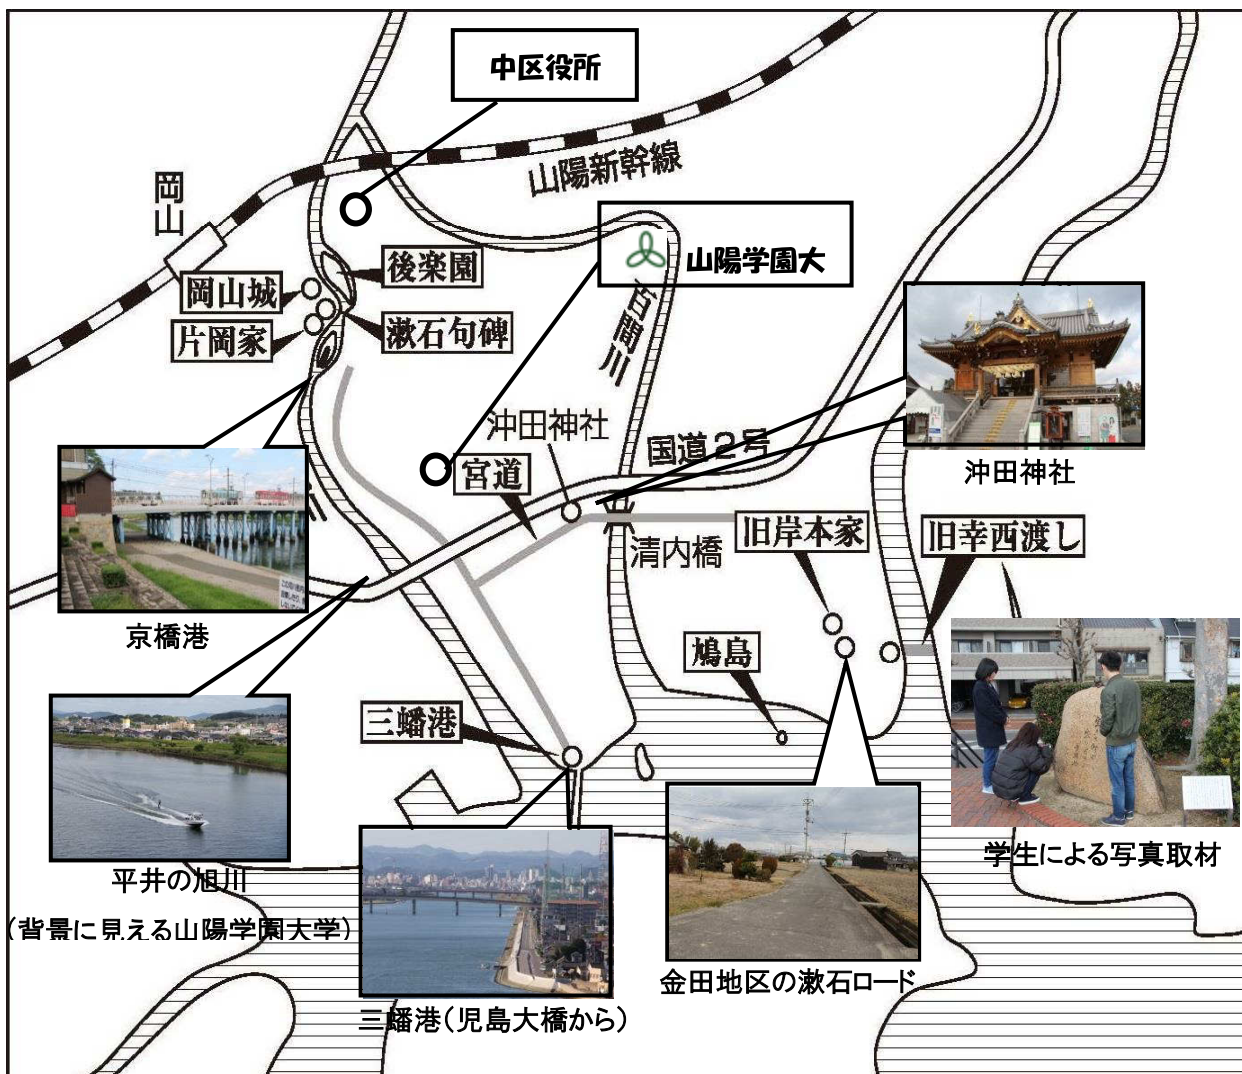 中区役所
山陽新幹線
岡山
山陽学園大
後楽園
岡山城
漱石句碑
片岡家
沖田神社
国道2号
宮道
沖田神社
清内橋
旧岸本家
旧幸西渡し
京橋港
鳩島
三蟠港
平井の旭川
(背景に見える山陽学園大学)
学生による写真取材
金田地区の漱石ロード
三蟠港(児島大橋から)